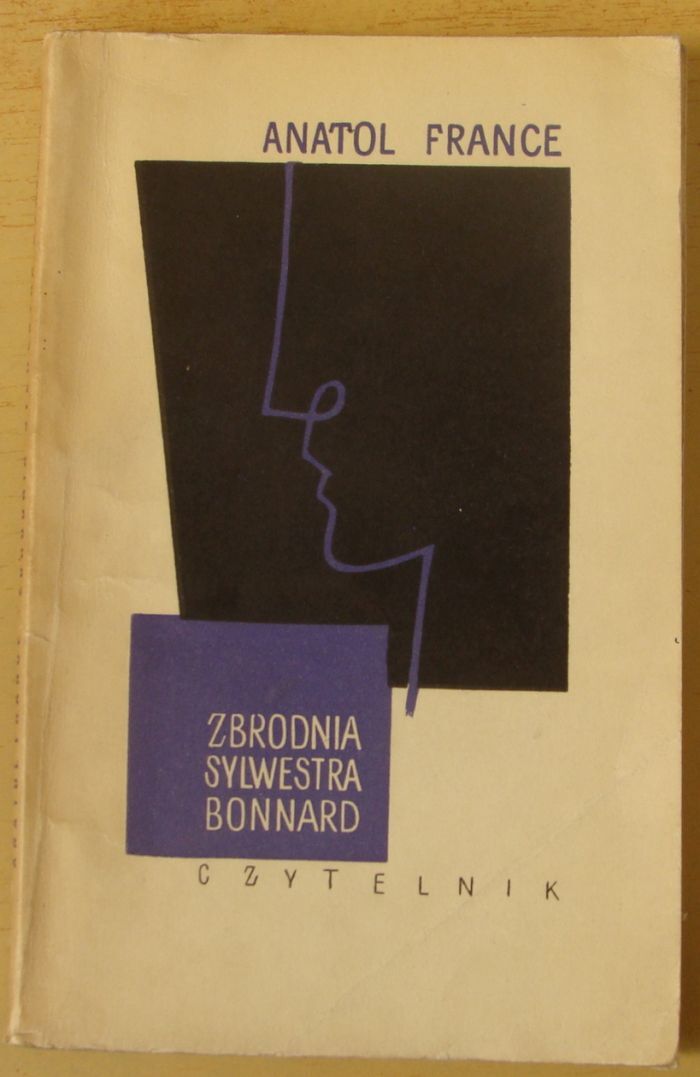 ANATOL FRANCE
ZBRODNIA
SYLWESTRA
BONNARD
CZYTELNIK